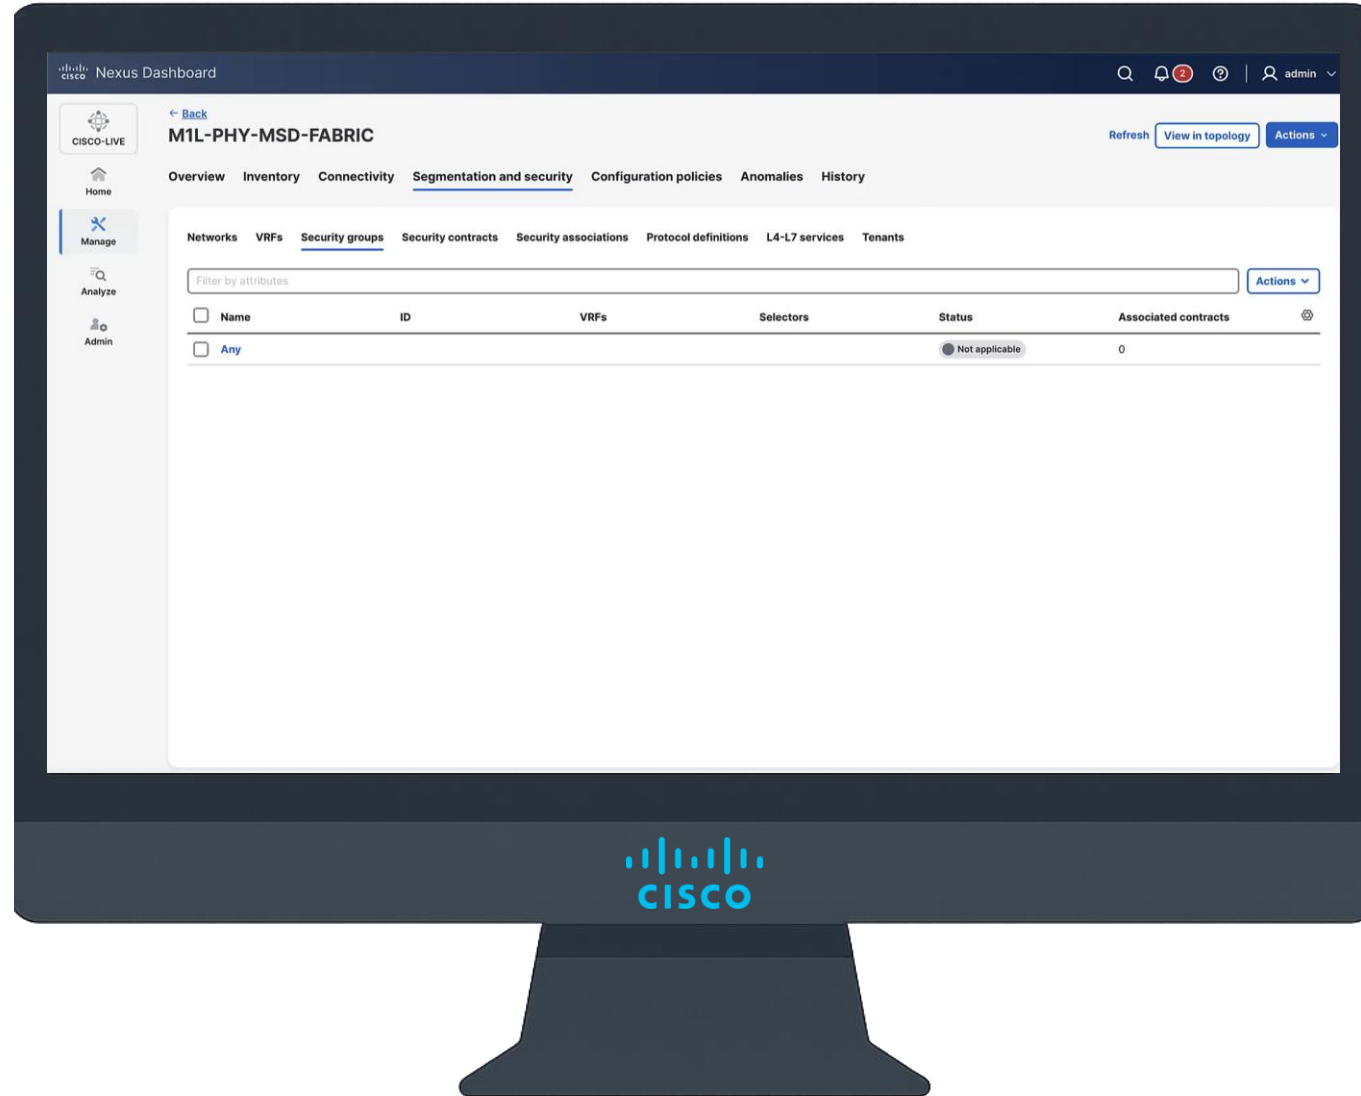 cisco Nexus Dashboard
2
admin
CISCO-LIVE
Home
Manage
Analyze
Admin
← Back
M1L-PHY-MSD-FABRIC
Refresh View in topology Actions
Overview Inventory Connectivity Segmentation and security Configuration policies Anomalies History
Networks VRFs Security groups Security contracts Security associations Protocol definitions L4-L7 services Tenants
Filter by attributes Actions
Name ID VRFs Selectors Status Associated contracts
Any Not applicable 0
CISCO